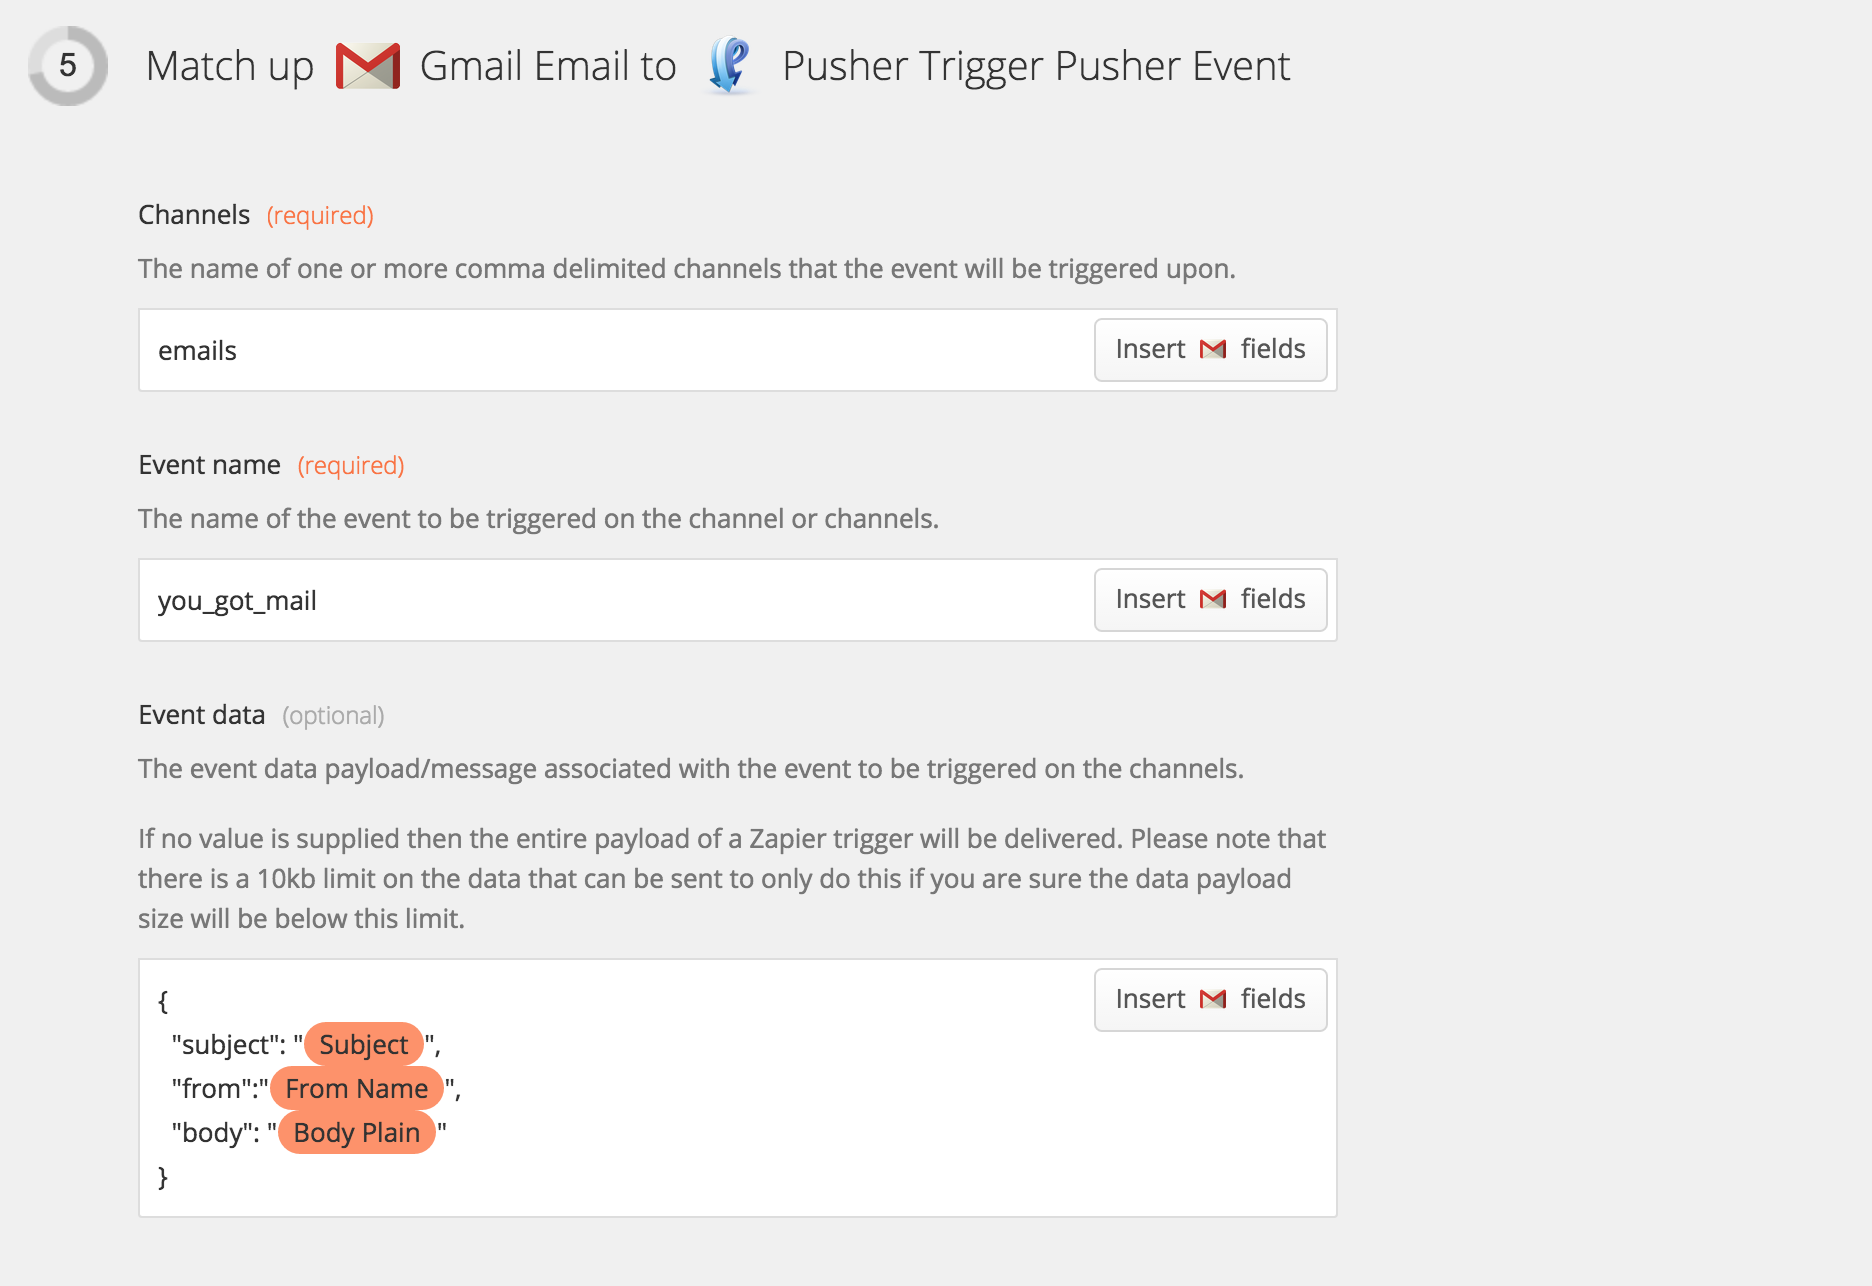 5 Match up Gmail Email to Pusher Trigger Pusher Event
Channels (required)
The name of one or more comma delimited channels that the event will be triggered upon.
emails Insert fields
Event name (required)
The name of the event to be triggered on the channel or channels.
you_got_mail Insert fields
Event data (optional)
The event data payload/message associated with the event to be triggered on the channels.
If no value is supplied then the entire payload of a Zapier trigger will be delivered. Please note that
there is a 10kb limit on the data that can be sent to only do this if you are sure the data payload
size will be below this limit.
{ Insert fields
"subject": "Subject",
"from":"From Name",
"body": "Body Plain"
}